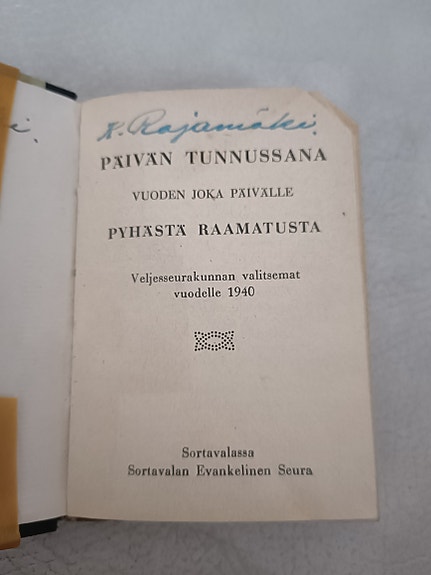 K. Rajamäki.
PÄIVÄN TUNNUSSANA
VUODEN JOKA PÄIVÄLLE
PYHÄSTÄ RAAMATUSTA
Veljesseurakunnan valitsemat
vuodelle 1940
Sortavalassa
Sortavalan Evankelinen Seura